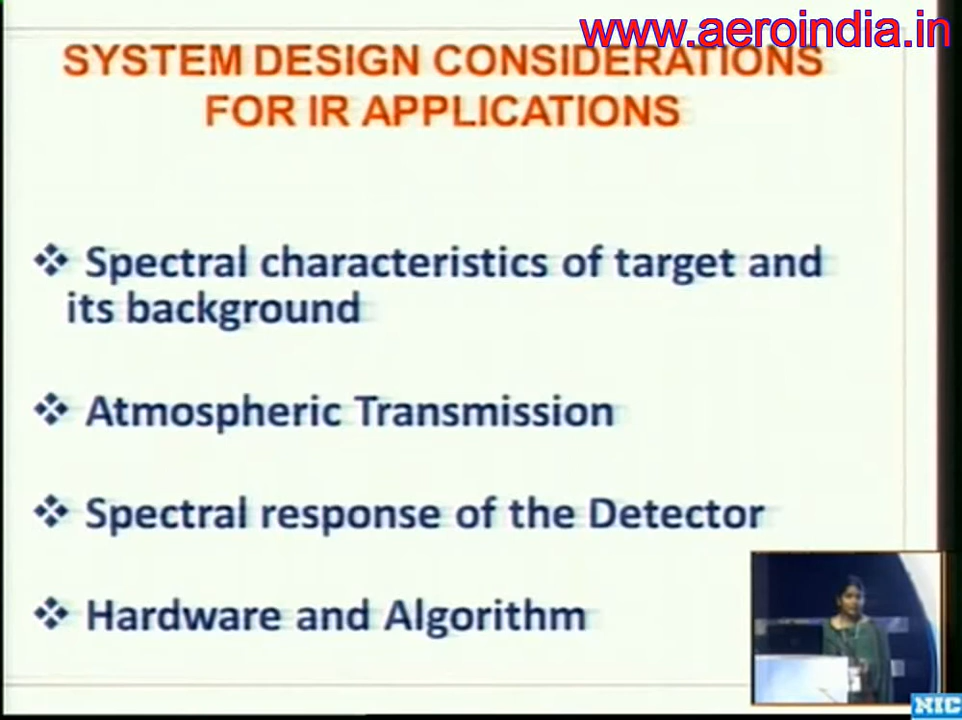 www.aeroindia.in
SYSTEM DESIGN CONSIDERATIONS
FOR IR APPLICATIONS
❖ Spectral characteristics of target and
its background
❖ Atmospheric Transmission
❖ Spectral response of the Detector
❖ Hardware and Algorithm
NIC